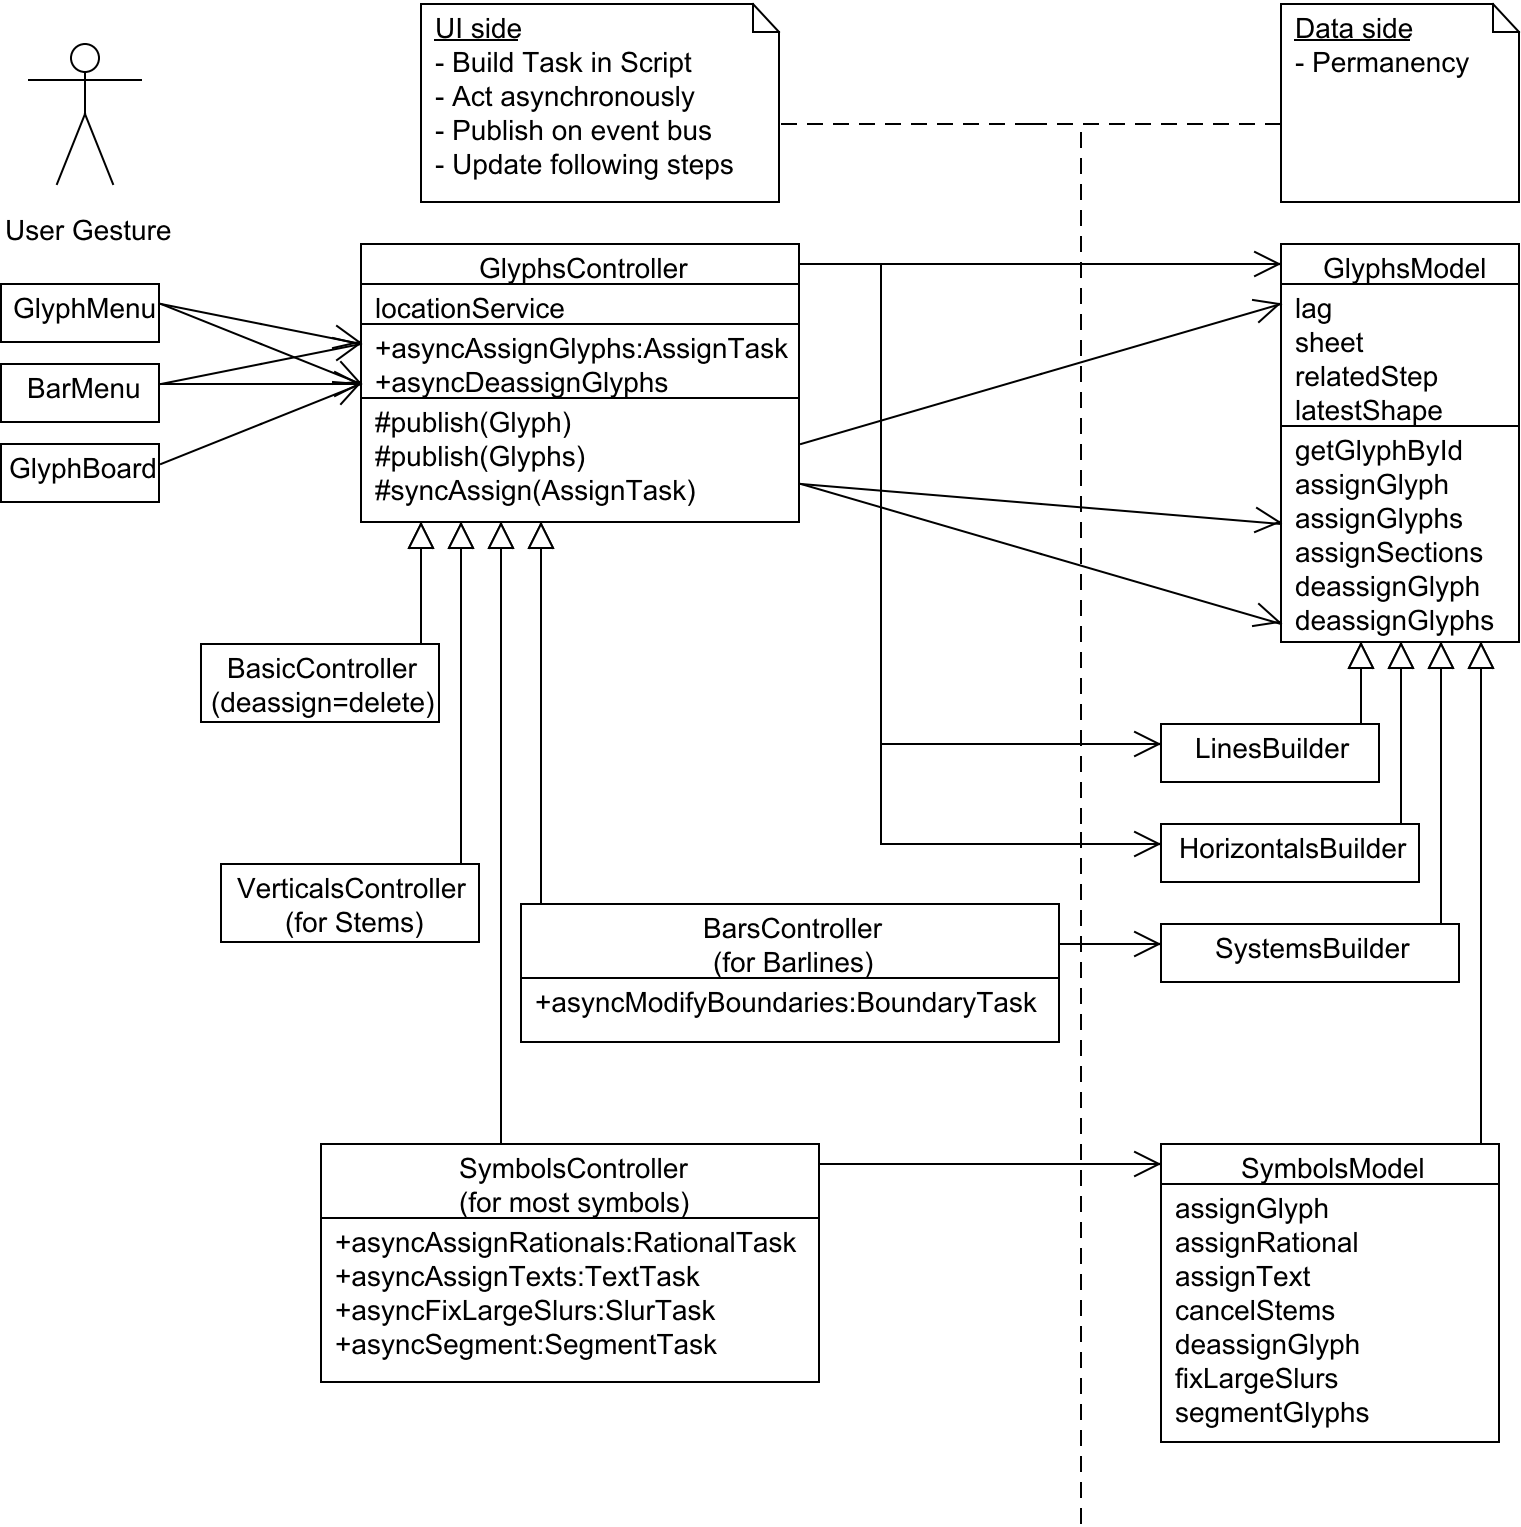 UI side
- Build Task in Script
- Act asynchronously
- Publish on event bus
- Update following steps
Data side
- Permanency
User Gesture
GlyphMenu
BarMenu
GlyphBoard
GlyphsController
locationService
+asyncAssignGlyphs:AssignTask
+asyncDeassignGlyphs
#publish(Glyph)
#publish(Glyphs)
#syncAssign(AssignTask)
GlyphsModel
lag
sheet
relatedStep
latestShape
getGlyphById
assignGlyph
assignGlyphs
assignSections
deassignGlyph
deassignGlyphs
BasicController
(deassign=delete)
LinesBuilder
HorizontalsBuilder
VerticalsController
(for Stems)
BarsController
(for Barlines)
+asyncModifyBoundaries:BoundaryTask
SystemsBuilder
SymbolsController
(for most symbols)
+asyncAssignRationals:RationalTask
+asyncAssignTexts:TextTask
+asyncFixLargeSlurs:SlurTask
+asyncSegment:SegmentTask
SymbolsModel
assignGlyph
assignRational
assignText
cancelStems
deassignGlyph
fixLargeSlurs
segmentGlyphs